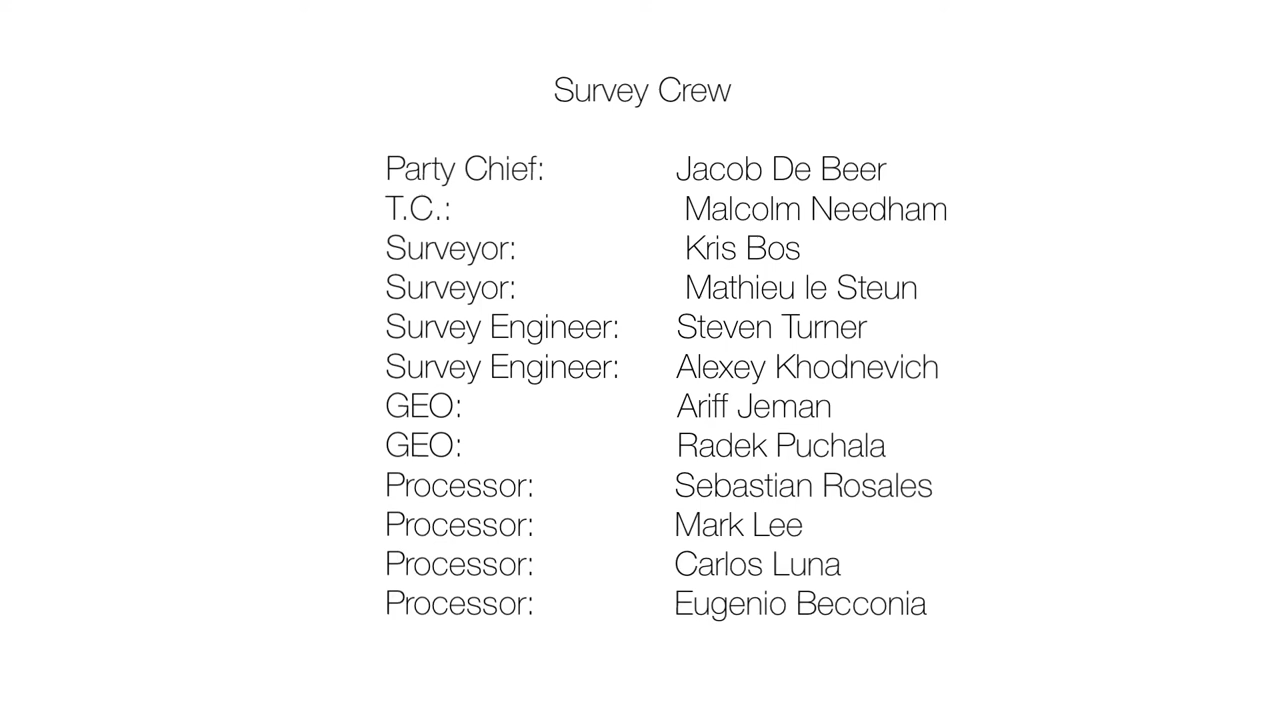 Survey Crew
Party Chief: Jacob De Beer
T.C.: Malcolm Needham
Surveyor: Kris Bos
Surveyor: Mathieu le Steun
Survey Engineer: Steven Turner
Survey Engineer: Alexey Khodnevich
GEO: Ariff Jeman
GEO: Radek Puchala
Processor: Sebastian Rosales
Processor: Mark Lee
Processor: Carlos Luna
Processor: Eugenio Becconia